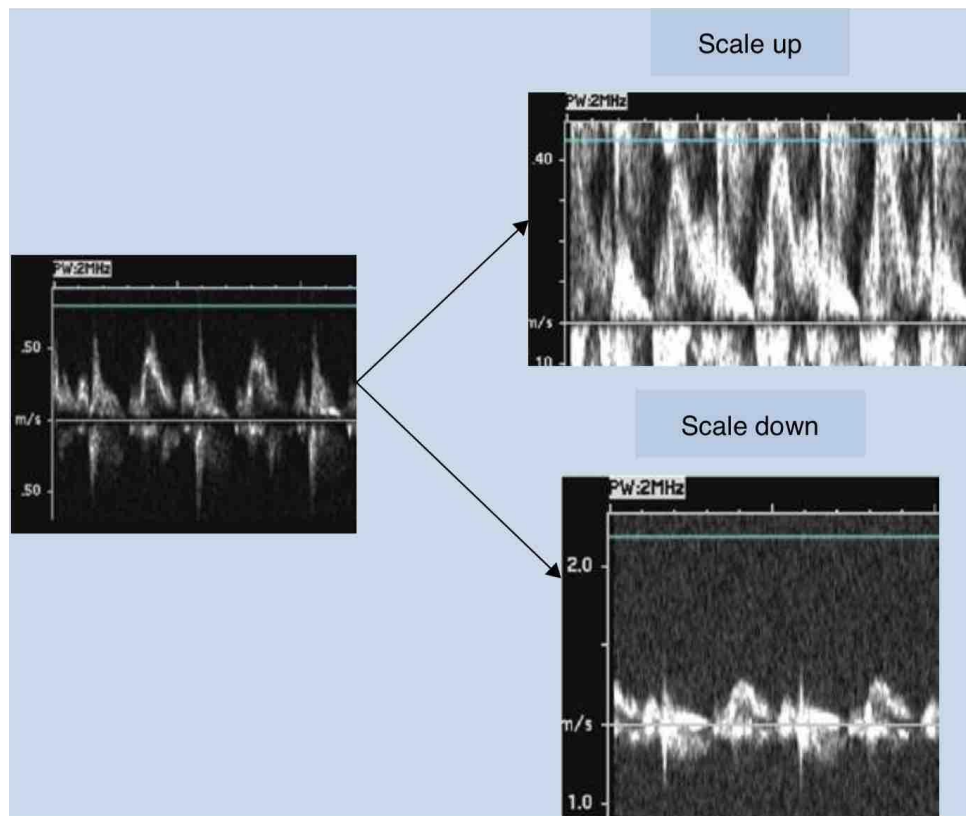 Scale up
PW:2MHz
.40
m/s
.10
PW:2MHz
.50
m/s
.50
Scale down
PW:2MHz
2.0
m/s
1.0